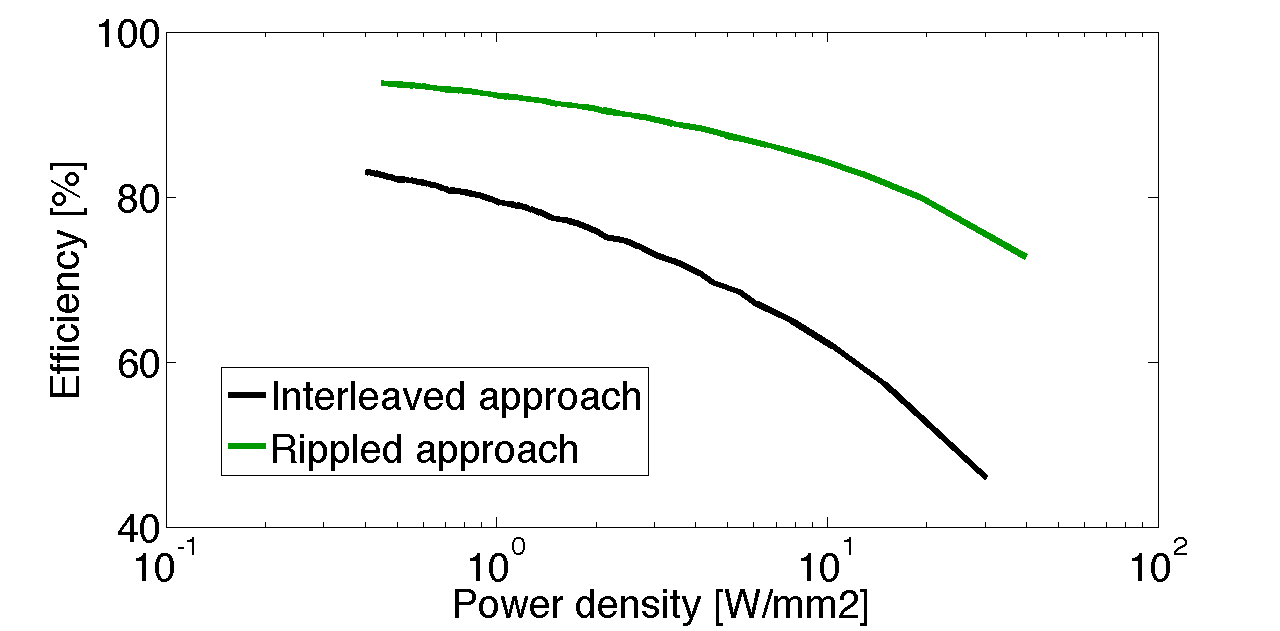 100
80
60
40
Efficiency [%]
Interleaved approach
Rippled approach
10^-1 10^0 10^1 10^2
Power density [W/mm2]